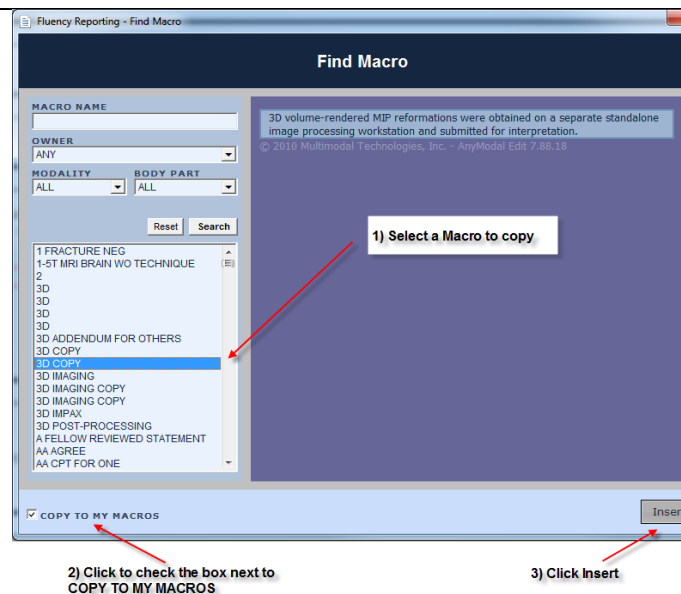 Fluency Reporting - Find Macro
Find Macro
MACRO NAME
OWNER
ANY
MODALITY BODY PART
ALL ALL
Reset Search
1 FRACTURE NEG
1-5T MRI BRAIN WO TECHNIQUE
2
3D
3D
3D
3D
3D ADDENDUM FOR OTHERS
3D COPY
3D COPY
3D IMAGING
3D IMAGING COPY
3D IMAGING COPY
3D IMPAX
3D POST-PROCESSING
A FELLOW REVIEWED STATEMENT
AA AGREE
AA CPT FOR ONE
3D volume-rendered MIP reformations were obtained on a separate standalone
image processing workstation and submitted for interpretation.
© 2010 Multimodal Technologies, Inc. - AnyModal Edit 7.88.18
1) Select a Macro to copy
COPY TO MY MACROS
Inser
2) Click to check the box next to
COPY TO MY MACROS
3) Click Insert